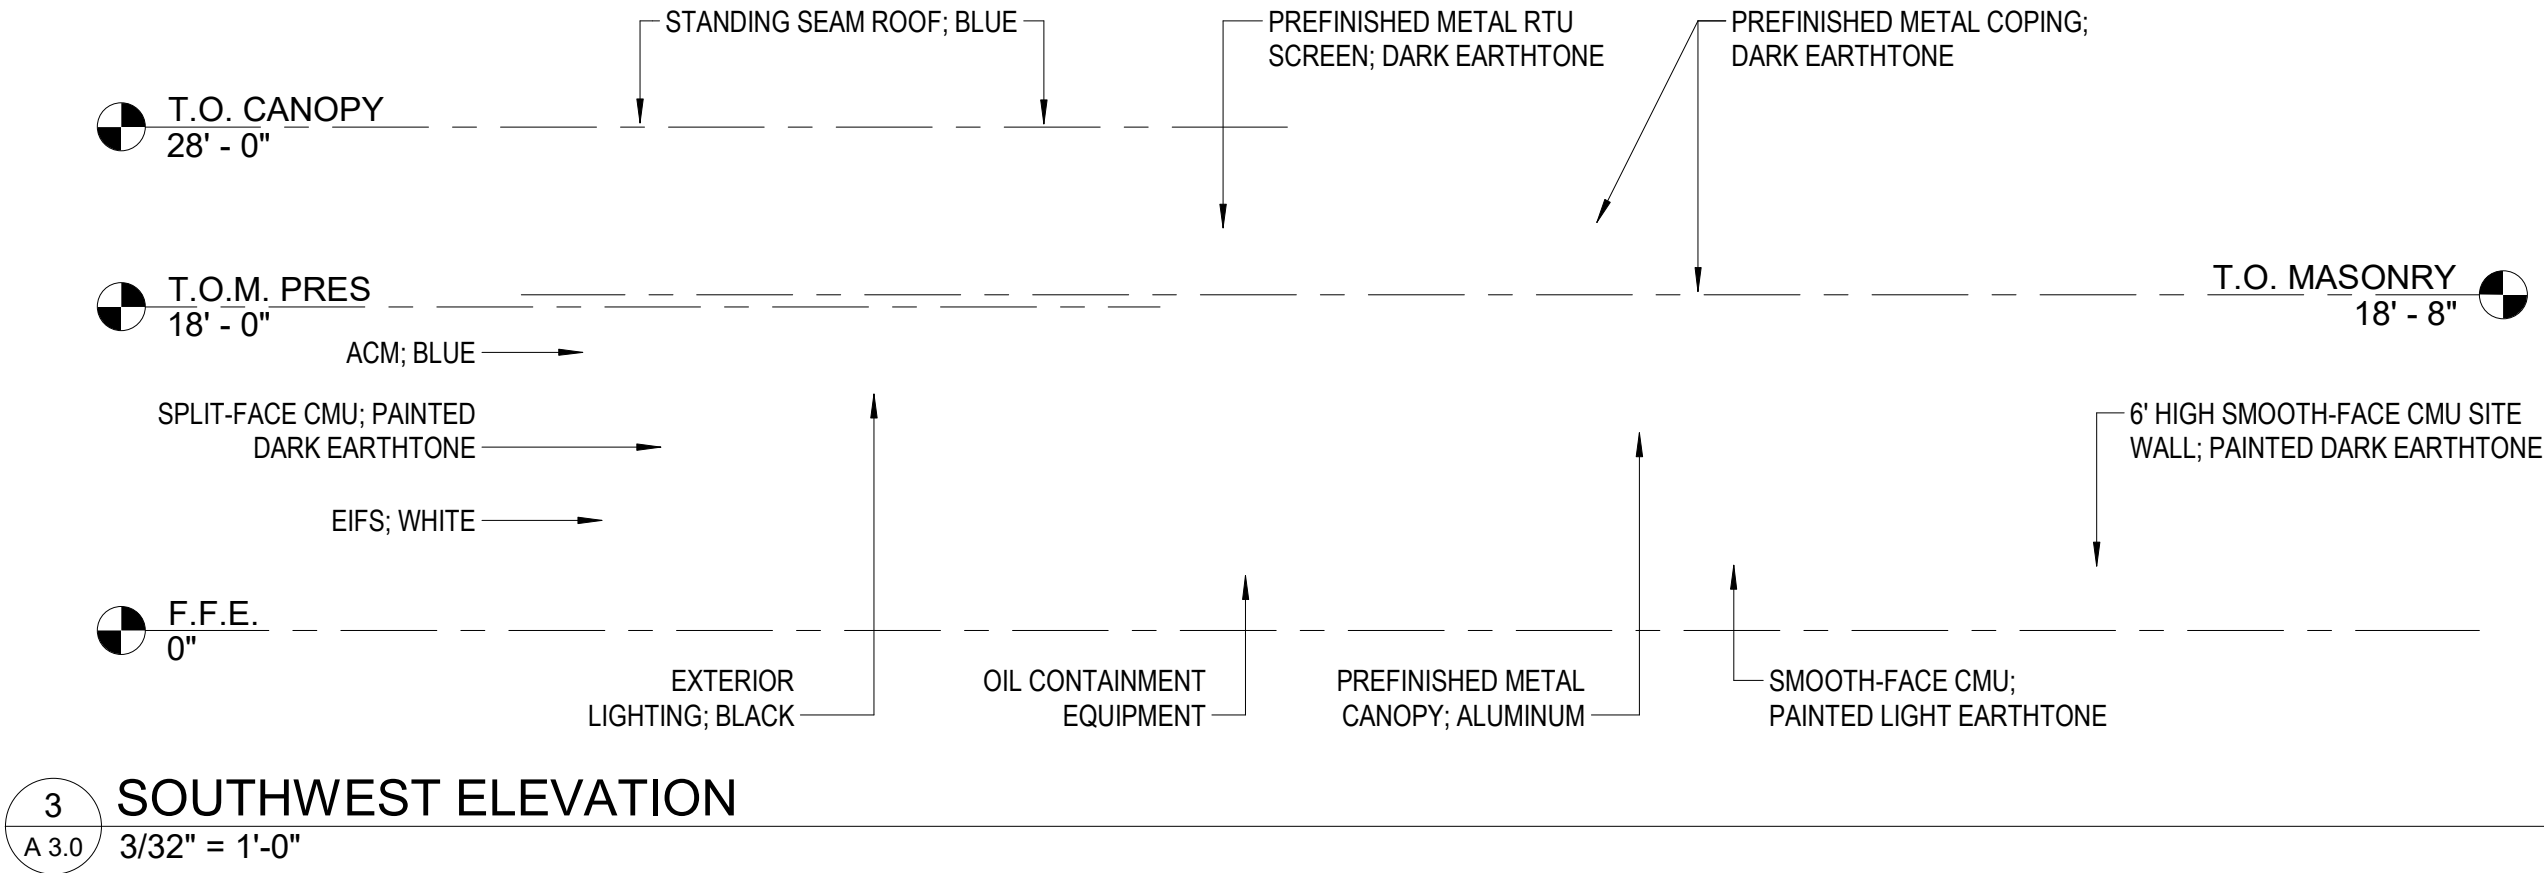 STANDING SEAM ROOF; BLUE
PREFINISHED METAL RTU
SCREEN; DARK EARTHTONE
PREFINISHED METAL COPING;
DARK EARTHTONE
T.O. CANOPY
28' - 0"
T.O.M. PRES
18' - 0"
T.O. MASONRY
18' - 8"
ACM; BLUE
SPLIT-FACE CMU; PAINTED
DARK EARTHTONE
6' HIGH SMOOTH-FACE CMU SITE
WALL; PAINTED DARK EARTHTONE
EIFS; WHITE
F.F.E.
0"
EXTERIOR
LIGHTING; BLACK
OIL CONTAINMENT
EQUIPMENT
PREFINISHED METAL
CANOPY; ALUMINUM
SMOOTH-FACE CMU;
PAINTED LIGHT EARTHTONE
3
A 3.0
SOUTHWEST ELEVATION
3/32" = 1'-0"